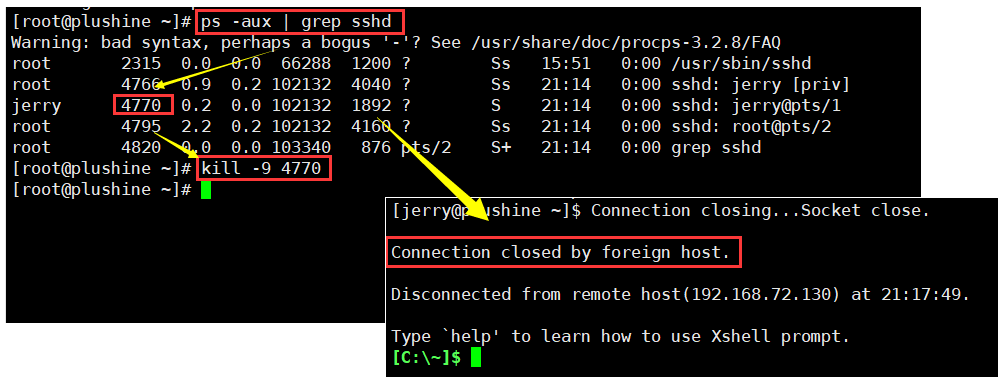 [root@plushine ~]# ps -aux | grep sshd
Warning: bad syntax, perhaps a bogus '-'? See /usr/share/doc/procps-3.2.8/FAQ
root 2315 0.0 0.0 66288 1200 ? Ss 15:51 0:00 /usr/sbin/sshd
root 4766 0.9 0.2 102132 4040 ? Ss 21:14 0:00 sshd: jerry [priv]
jerry 4770 0.2 0.0 102132 1892 ? S 21:14 0:00 sshd: jerry@pts/1
root 4795 2.2 0.2 102132 4160 ? Ss 21:14 0:00 sshd: root@pts/2
root 4820 0.0 0.0 103340 876 pts/2 S+ 21:14 0:00 grep sshd
[root@plushine ~]# kill -9 4770
[root@plushine ~]#
[jerry@plushine ~]$ Connection closing...Socket close.
Connection closed by foreign host.
Disconnected from remote host(192.168.72.130) at 21:17:49.
Type `help' to learn how to use Xshell prompt.
[C:\~]$